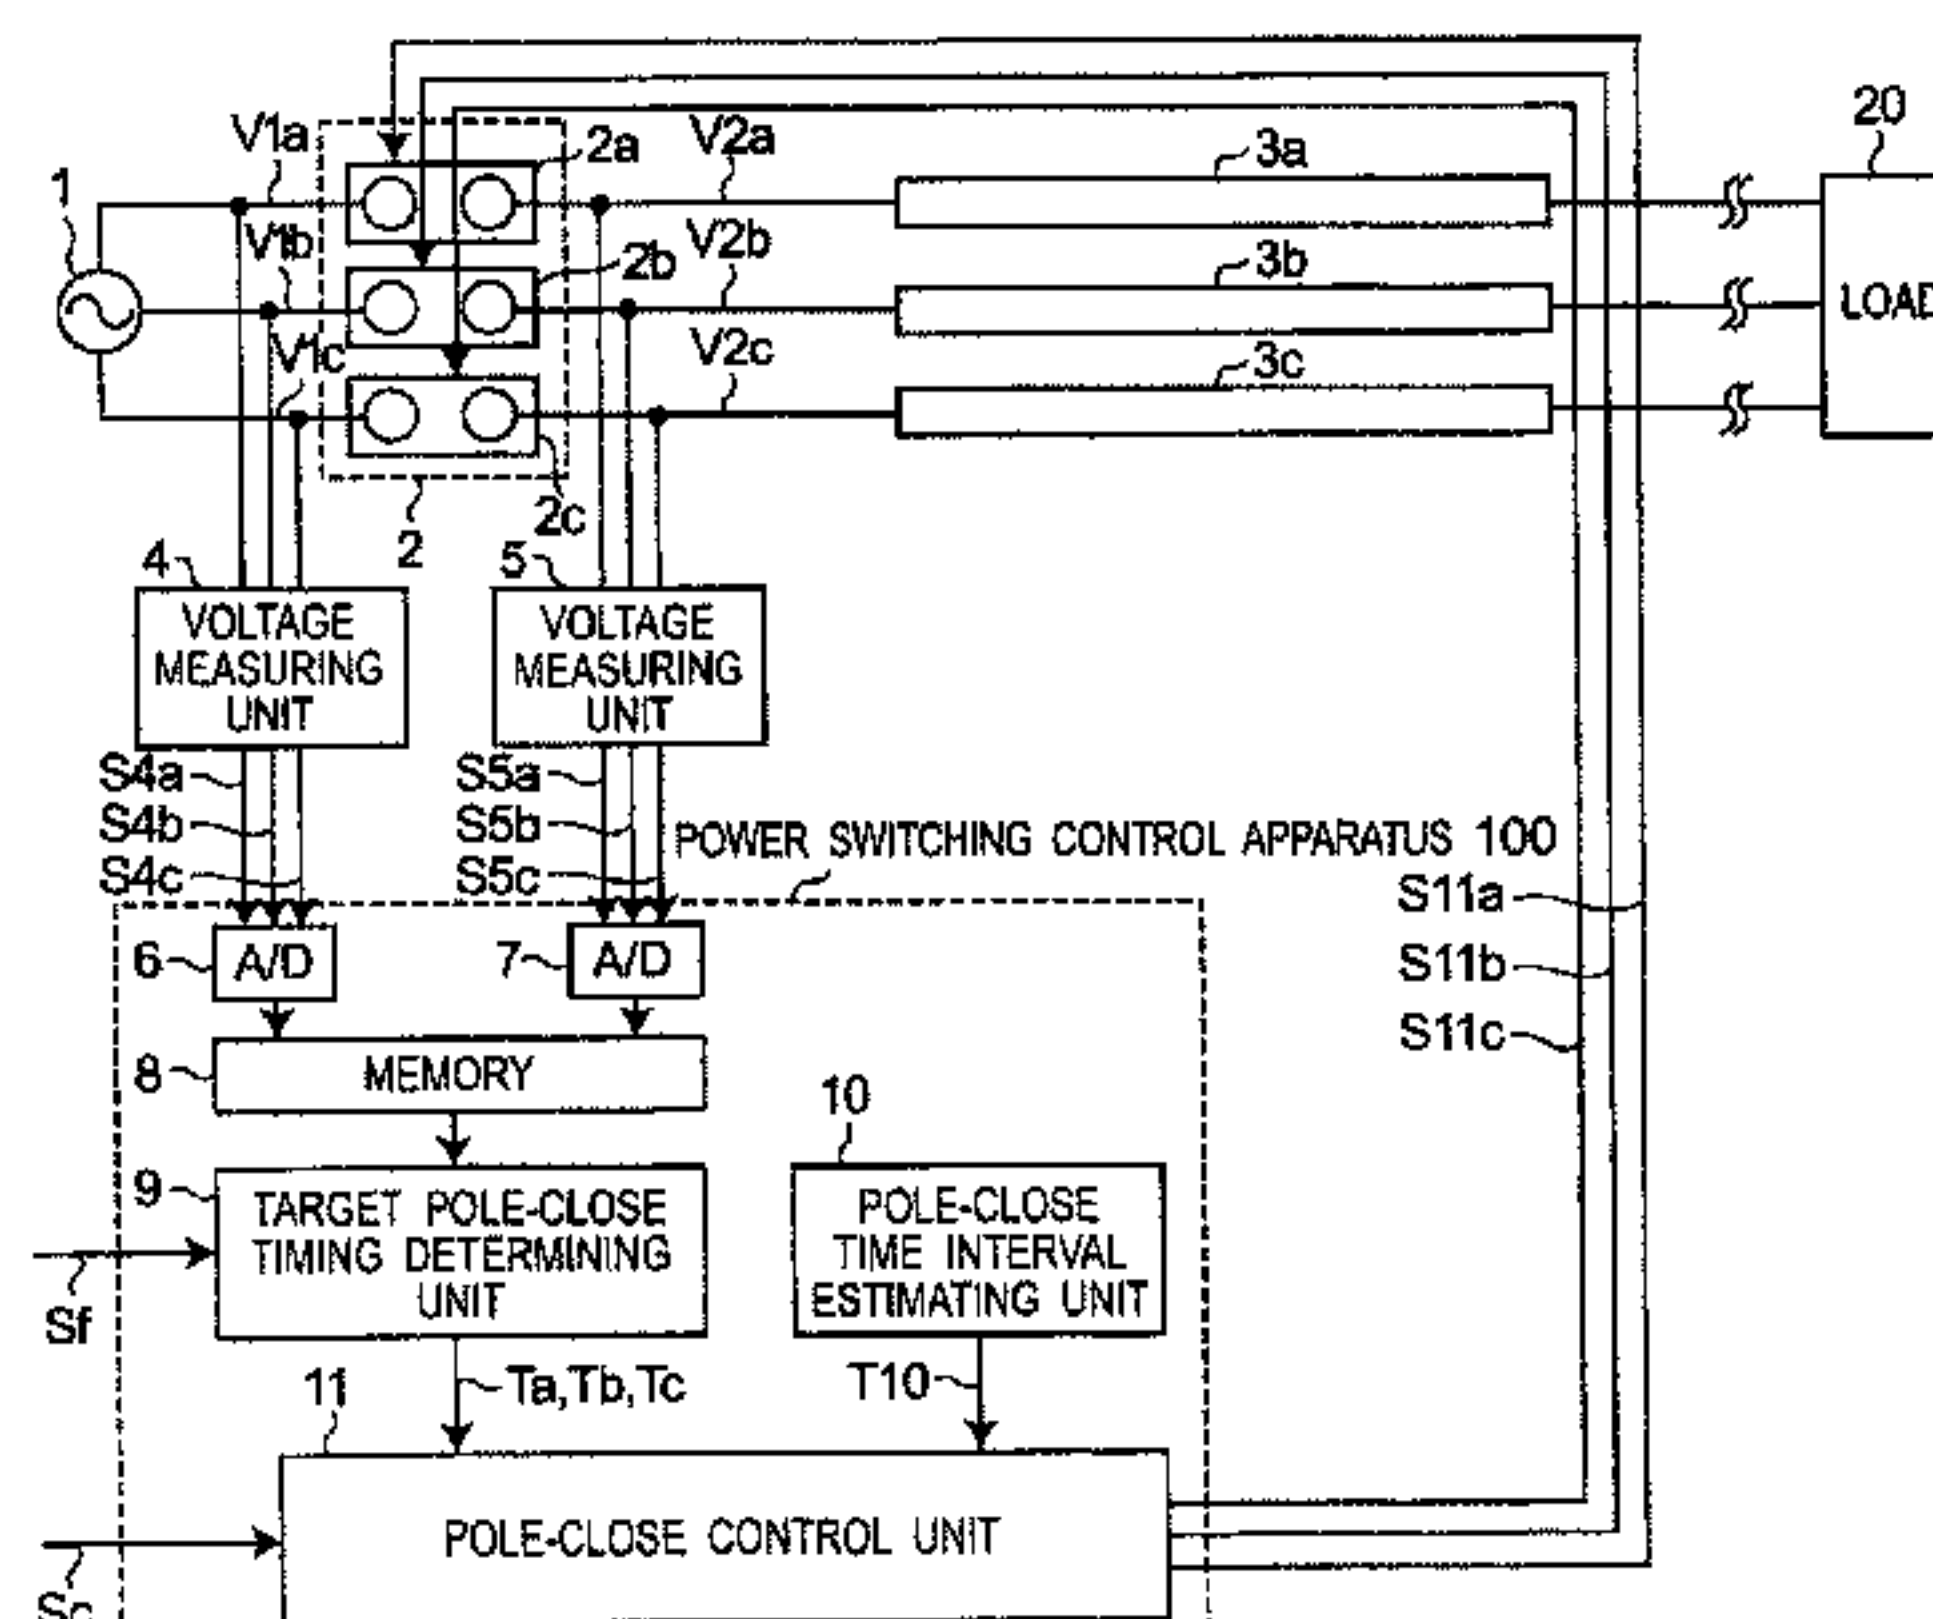 20
V1a
2a
V2a
3a
1
V1b
2b
V2b
3b
LOAD
V1c
V2c
3c
2c
2
4
5
VOLTAGE
MEASURING
UNIT
VOLTAGE
MEASURING
UNIT
S4a
S5a
S4b
S5b
POWER SWITCHING CONTROL APPARATUS 100
S4c
S5c
S11a
6
A/D
7
A/D
S11b
S11c
8
MEMORY
10
9
TARGET POLE-CLOSE
TIMING DETERMINING
UNIT
POLE-CLOSE
TIME INTERVAL
ESTIMATING UNIT
Sf
11
Ta,Tb,Tc
T10
POLE-CLOSE CONTROL UNIT
Sc